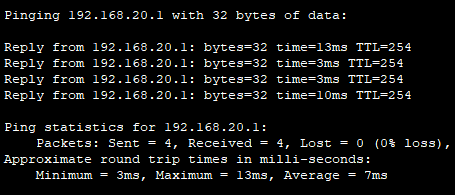 Pinging 192.168.20.1 with 32 bytes of data:
Reply from 192.168.20.1: bytes=32 time=13ms TTL=254
Reply from 192.168.20.1: bytes=32 time=3ms TTL=254
Reply from 192.168.20.1: bytes=32 time=3ms TTL=254
Reply from 192.168.20.1: bytes=32 time=10ms TTL=254
Ping statistics for 192.168.20.1:
Packets: Sent = 4, Received = 4, Lost = 0 (0% loss),
Approximate round trip times in milli-seconds:
Minimum = 3ms, Maximum = 13ms, Average = 7ms